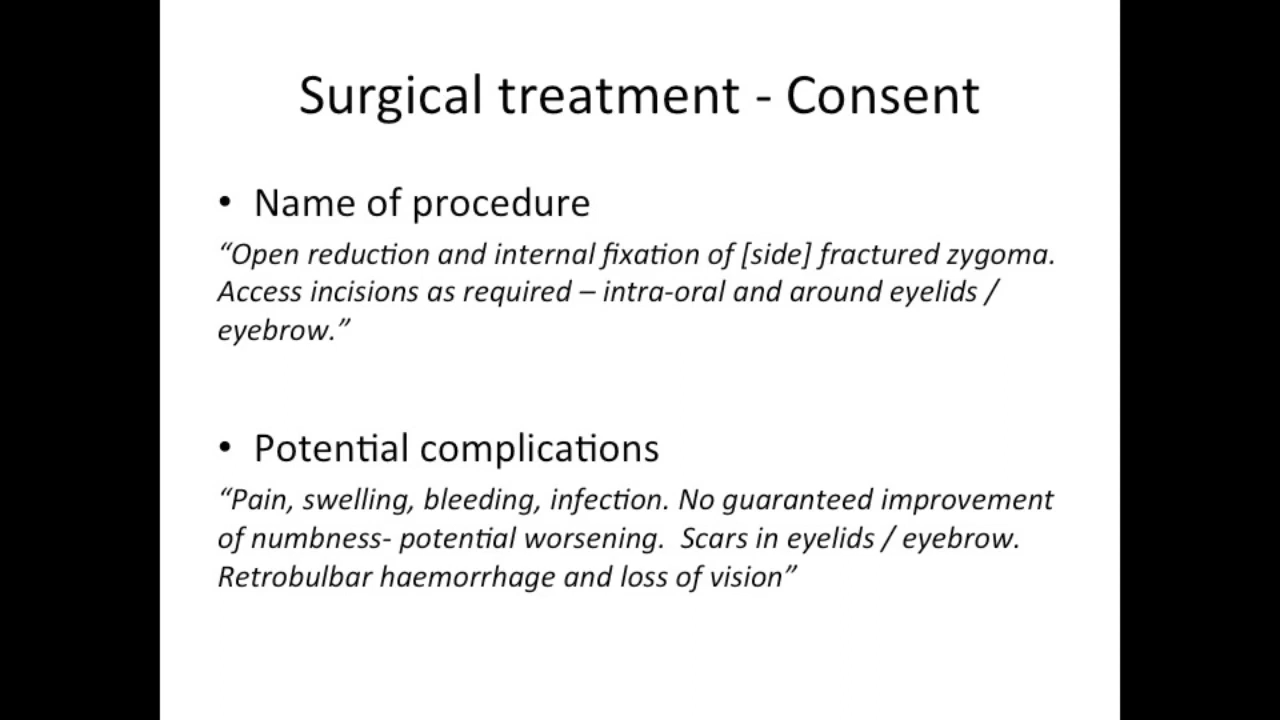 Surgical treatment - Consent
• Name of procedure
“Open reduction and internal fixation of [side] fractured zygoma.
Access incisions as required – intra-oral and around eyelids /
eyebrow.”
• Potential complications
“Pain, swelling, bleeding, infection. No guaranteed improvement
of numbness- potential worsening.  Scars in eyelids / eyebrow.
Retrobulbar haemorrhage and loss of vision”